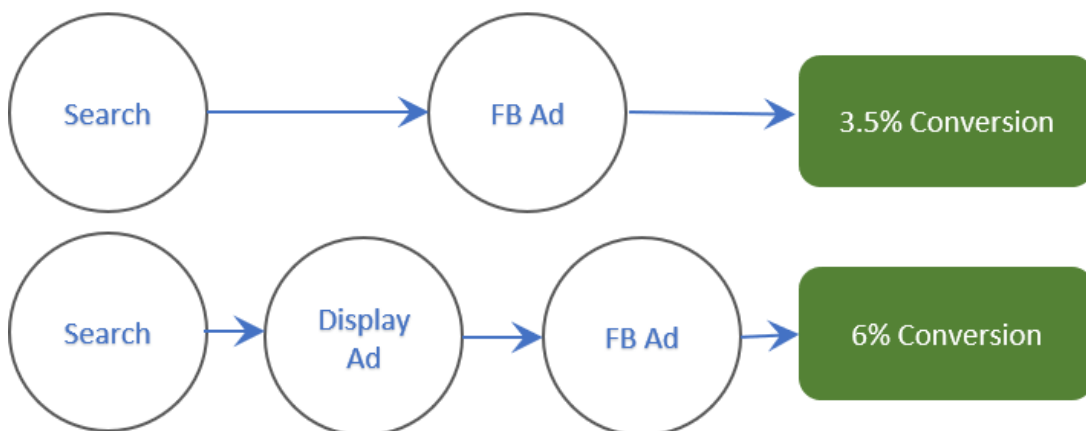 Search
FB Ad
3.5% Conversion
Search
Display
Ad
FB Ad
6% Conversion